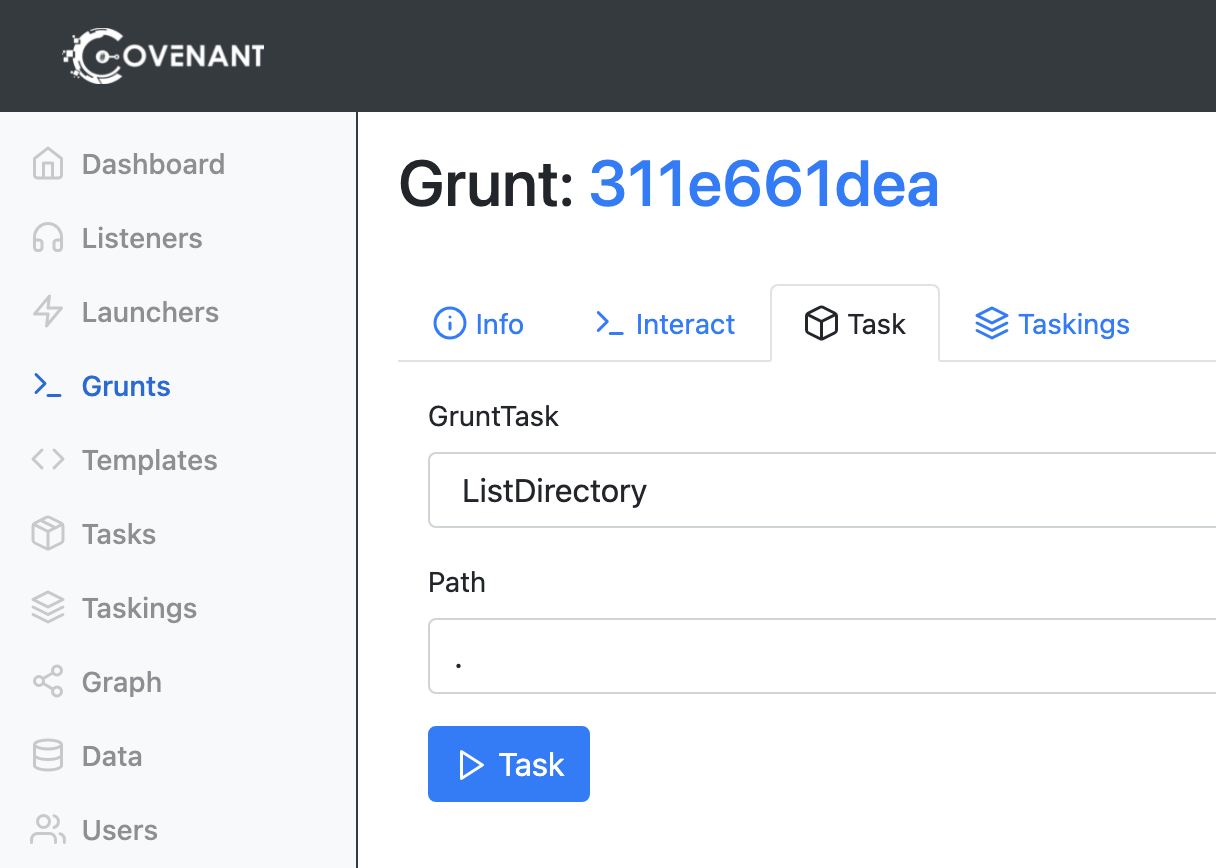 COVENANT
Dashboard
Listeners
Launchers
Grunts
Templates
Tasks
Taskings
Graph
Data
Users
Grunt: 311e661dea
Info Interact Task Taskings
GruntTask
ListDirectory
Path
.
Task